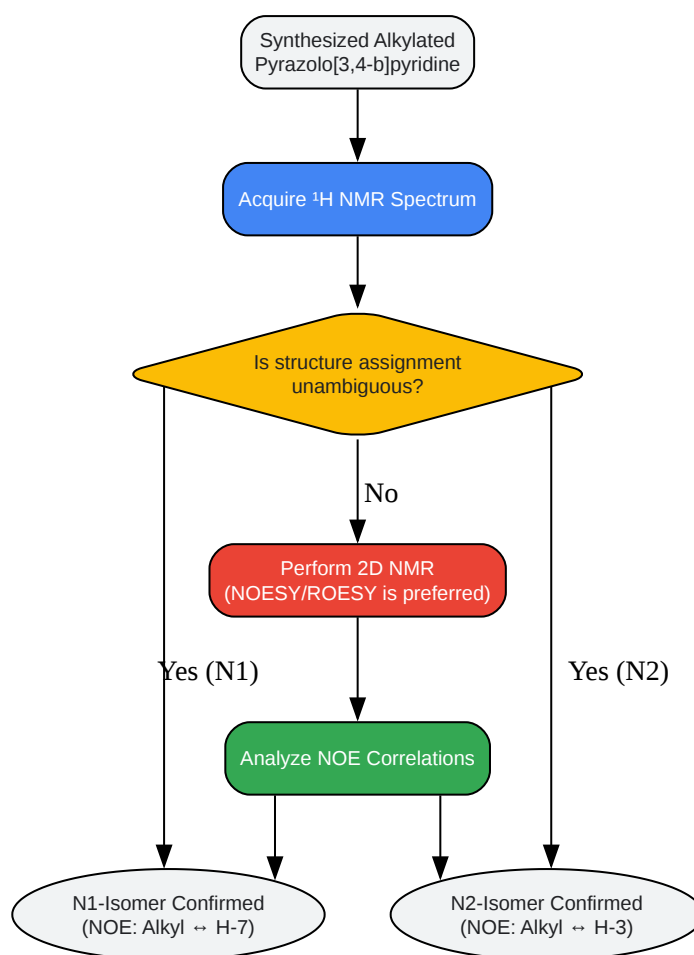 Synthesized Alkylated
Pyrazolo[3,4-b]pyridine
Acquire ¹H NMR Spectrum
Is structure assignment
unambiguous?
No
Perform 2D NMR
(NOESY/ROESY is preferred)
Yes (N1)
Yes (N2)
Analyze NOE Correlations
N1-Isomer Confirmed
(NOE: Alkyl ↔ H-7)
N2-Isomer Confirmed
(NOE: Alkyl ↔ H-3)